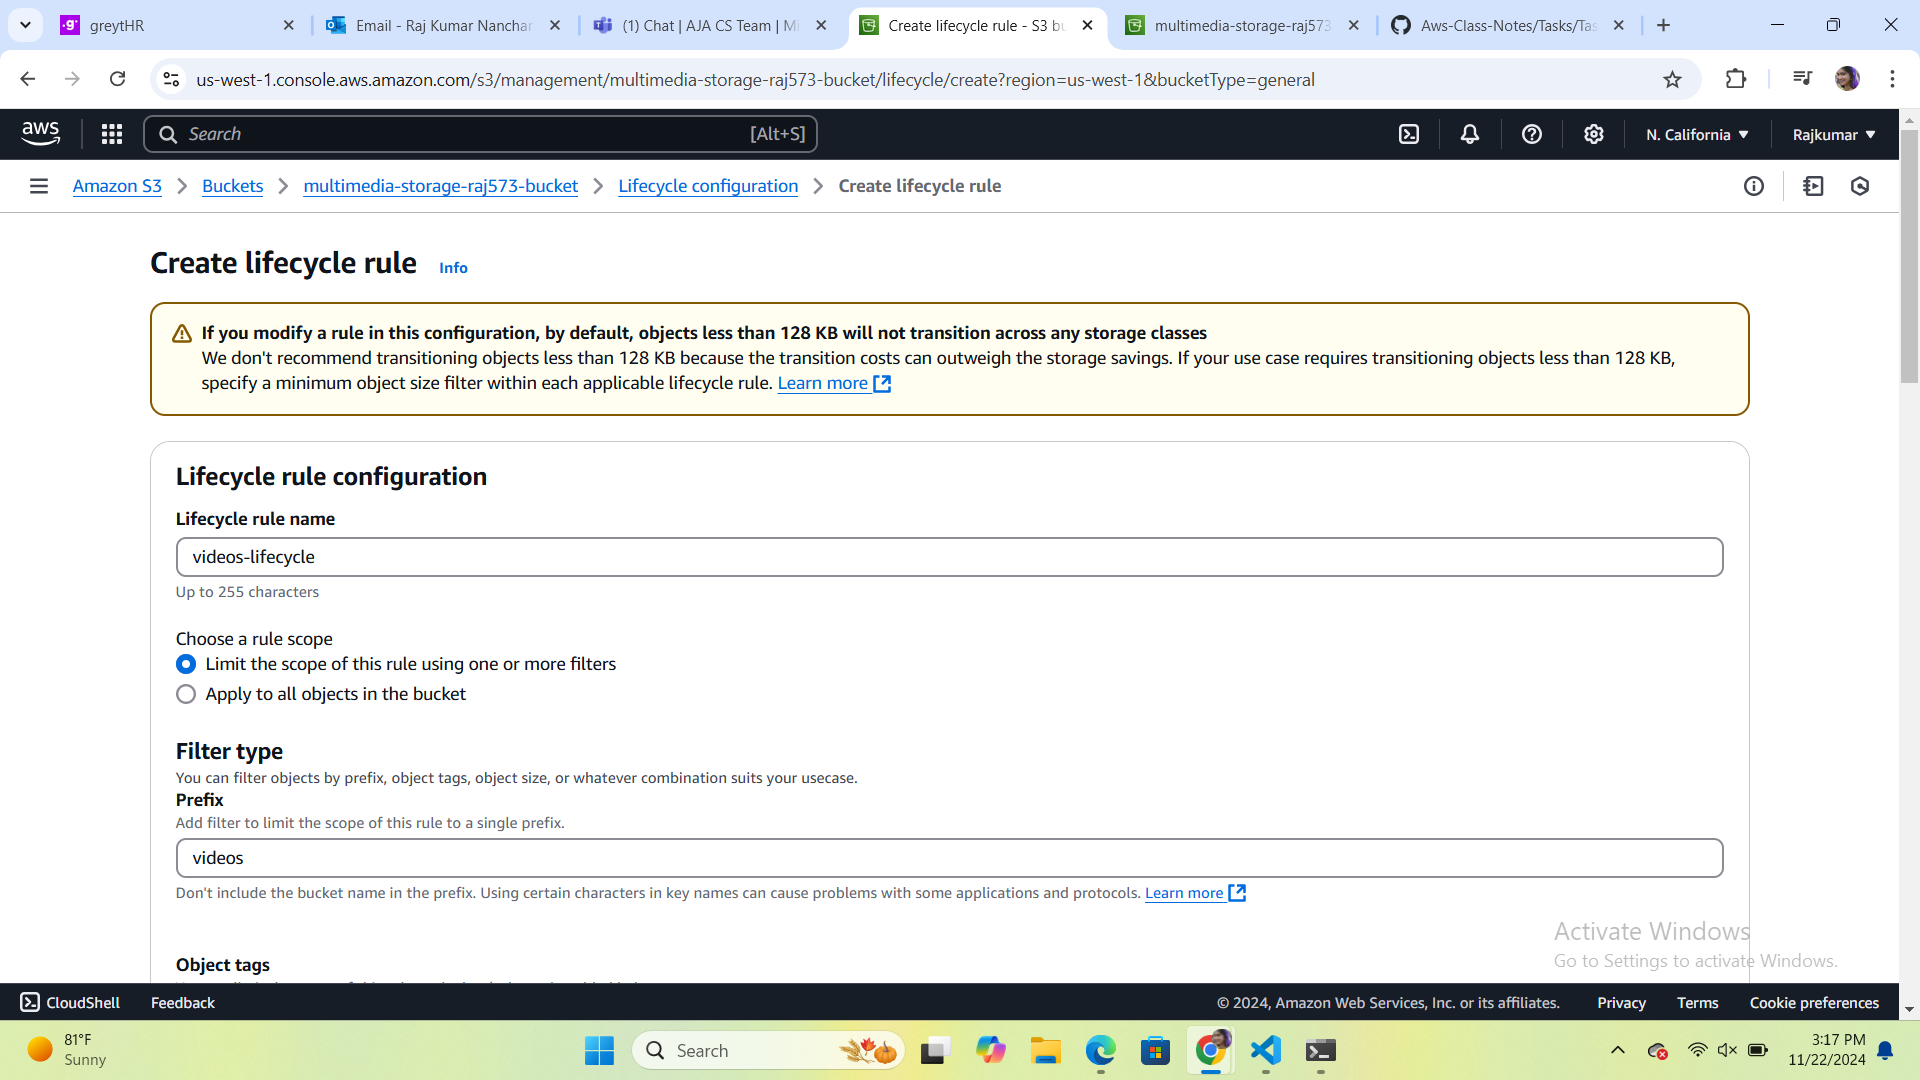 greytHR
Email - Raj Kumar Nanchar
(1) Chat | AJA CS Team | Mi
Create lifecycle rule - S3 bu
multimedia-storage-raj573
Aws-Class-Notes/Tasks/Tas
us-west-1.console.aws.amazon.com/s3/management/multimedia-storage-raj573-bucket/lifecycle/create?region=us-west-1&bucketType=general
aws
Search
[Alt+S]
N. California
Rajkumar
Amazon S3
Buckets
multimedia-storage-raj573-bucket
Lifecycle configuration
Create lifecycle rule
Create lifecycle rule
Info
If you modify a rule in this configuration, by default, objects less than 128 KB will not transition across any storage classes
We don't recommend transitioning objects less than 128 KB because the transition costs can outweigh the storage savings. If your use case requires transitioning objects less than 128 KB,
specify a minimum object size filter within each applicable lifecycle rule. Learn more
Lifecycle rule configuration
Lifecycle rule name
videos-lifecycle
Up to 255 characters
Choose a rule scope
Limit the scope of this rule using one or more filters
Apply to all objects in the bucket
Filter type
You can filter objects by prefix, object tags, object size, or whatever combination suits your usecase.
Prefix
Add filter to limit the scope of this rule to a single prefix.
videos
Don't include the bucket name in the prefix. Using certain characters in key names can cause problems with some applications and protocols. Learn more
Activate Windows
Go to Settings to activate Windows.
Object tags
CloudShell
Feedback
© 2024, Amazon Web Services, Inc. or its affiliates.
Privacy
Terms
Cookie preferences
81°F
Sunny
Search
3:17 PM
11/22/2024